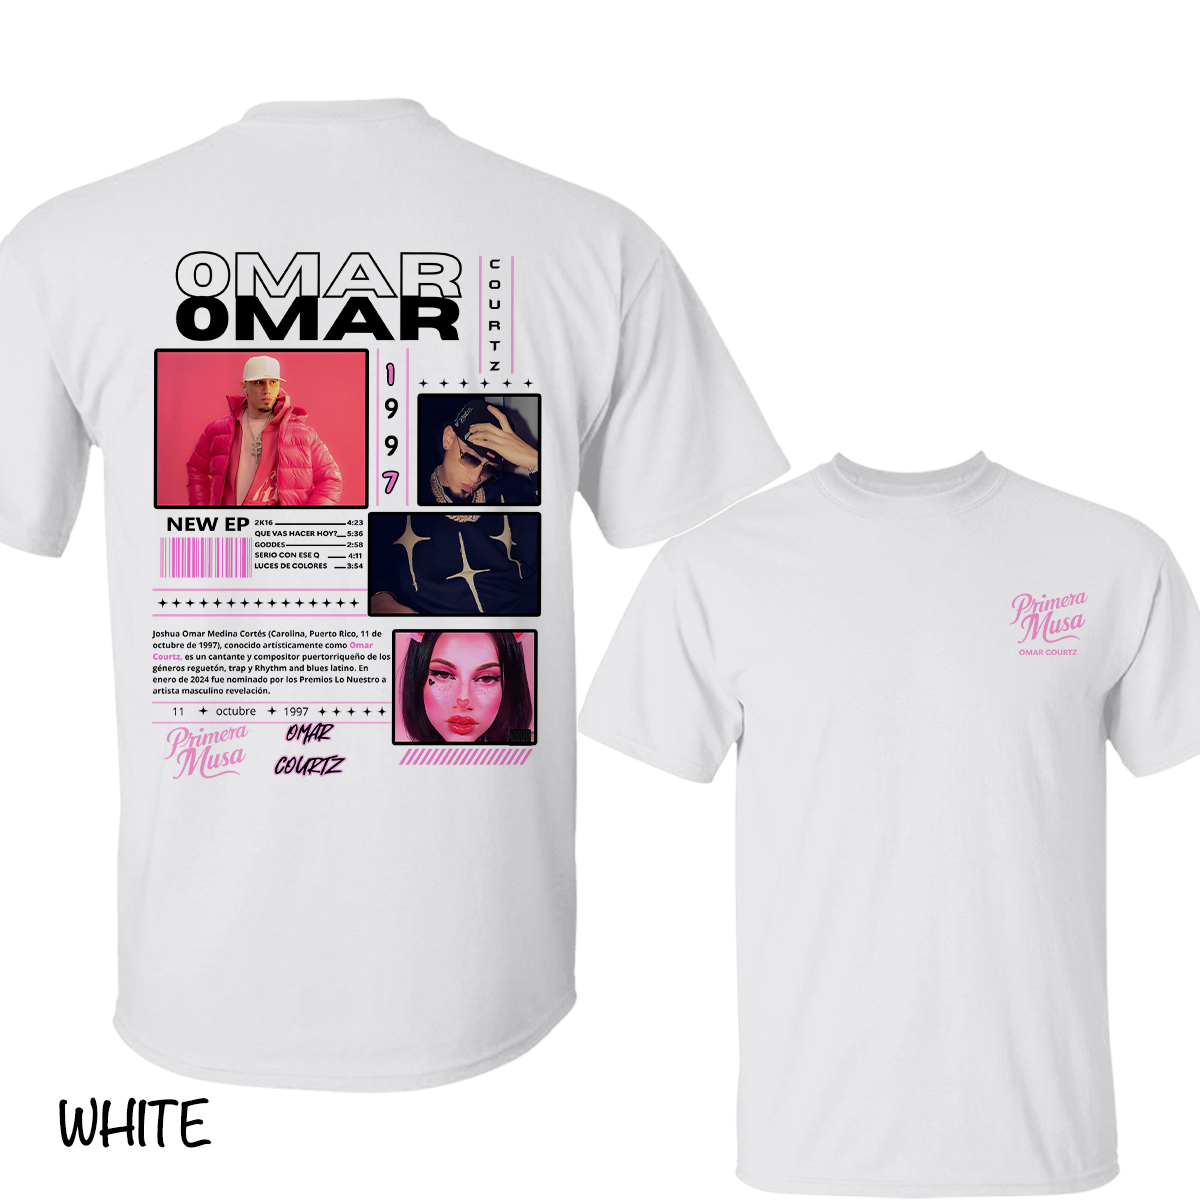 OMAR
OMAR
COURTZ
1997
NEW EP
2K16 4:23
QUE VAS HACER HOY? 5:36
GODDES 2:58
SERIO CON ESE Q 4:11
LUCES DE COLORES 3:54
Joshua Omar Medina Cortés (Carolina, Puerto Rico, 11 de
octubre de 1997), conocido artísticamente como Omar
Courtz, es un cantante y compositor puertorriqueño de los
géneros reguetón, trap y Rhythm and blues latino. En
enero de 2024 fue nominado por los Premios Lo Nuestro a
artista masculino revelación.
11 octubre 1997
Primera
Musa
OMAR
COURTZ
Primera
Musa
OMAR COURTZ
WHITE